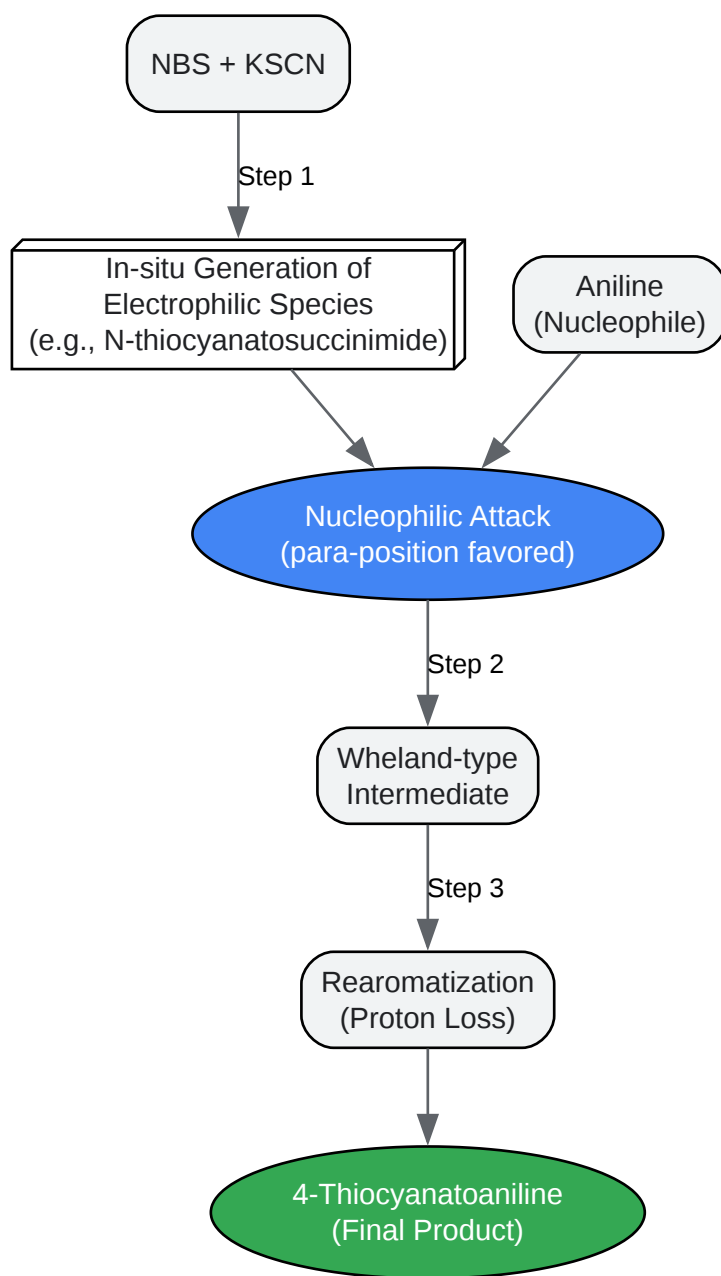 NBS + KSCN
Step 1
In-situ Generation of
Electrophilic Species
(e.g., N-thiocyanatosuccinimide)
Aniline
(Nucleophile)
Nucleophilic Attack
(para-position favored)
Step 2
Wheland-type
Intermediate
Step 3
Rearomatization
(Proton Loss)
4-Thiocyanatoaniline
(Final Product)